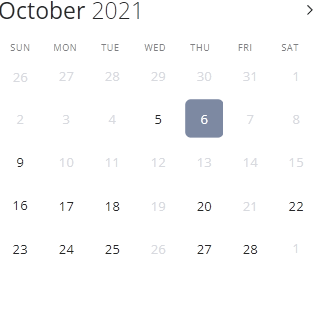 October 2021
SUN MON TUE WED THU FRI SAT
26 27 28 29 30 31 1
2 3 4 5 6 7 8
9 10 11 12 13 14 15
16 17 18 19 20 21 22
23 24 25 26 27 28 1